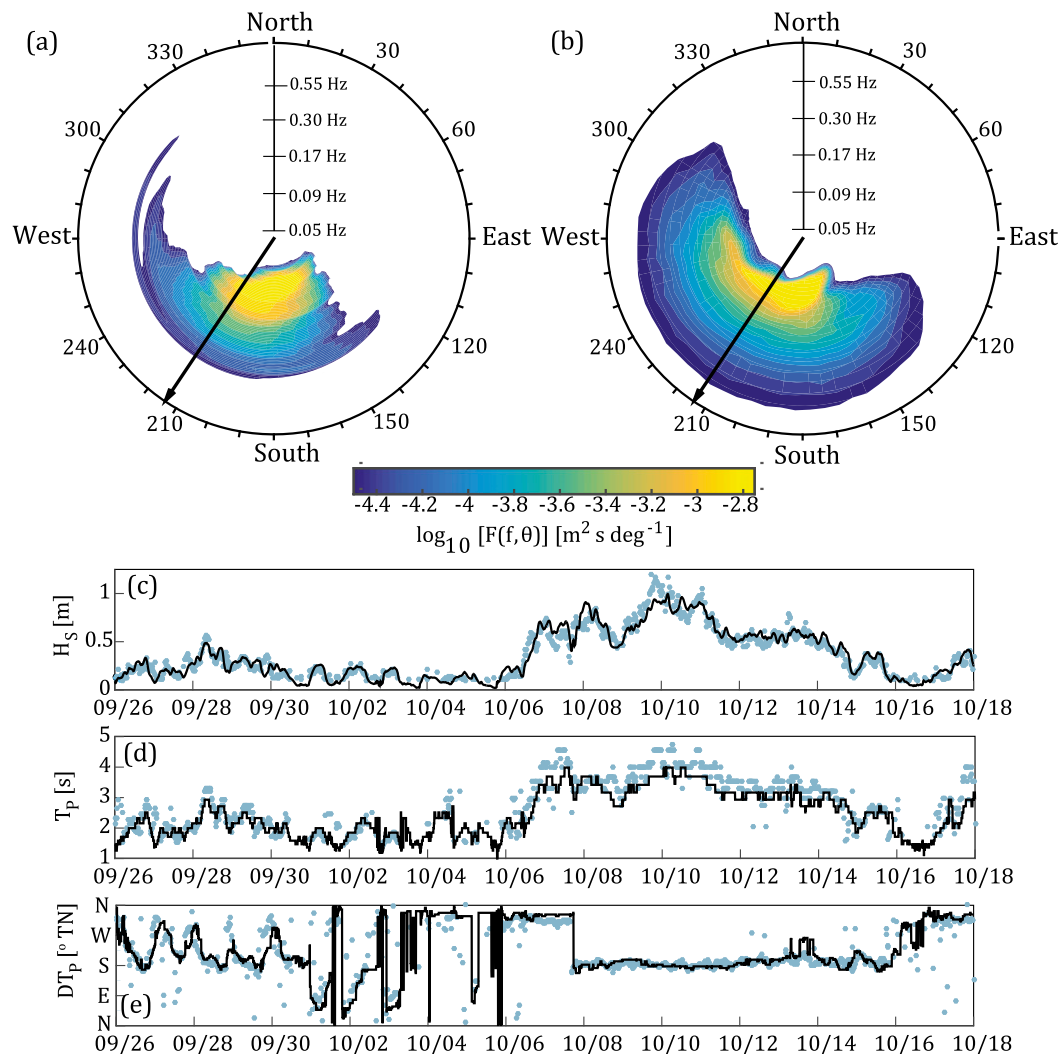 (a)
North
330
30
0.55 Hz
0.30 Hz
300
60
0.17 Hz
0.09 Hz
0.05 Hz
West
East
240
120
210
150
South
(b)
North
330
30
0.55 Hz
0.30 Hz
300
60
0.17 Hz
0.09 Hz
0.05 Hz
West
East
240
120
210
150
South
-4.4 -4.2 -4 -3.8 -3.6 -3.4 -3.2 -3 -2.8
log10 [F(f,θ)] [m² s deg⁻¹]
(c)
HS [m]
1
0.5
0
09/26 09/28 09/30 10/02 10/04 10/06 10/08 10/10 10/12 10/14 10/16 10/18
(d)
Tp [s]
5
4
3
2
1
09/26 09/28 09/30 10/02 10/04 10/06 10/08 10/10 10/12 10/14 10/16 10/18
(e)
DTp [° TN]
N
W
S
E
N
09/26 09/28 09/30 10/02 10/04 10/06 10/08 10/10 10/12 10/14 10/16 10/18